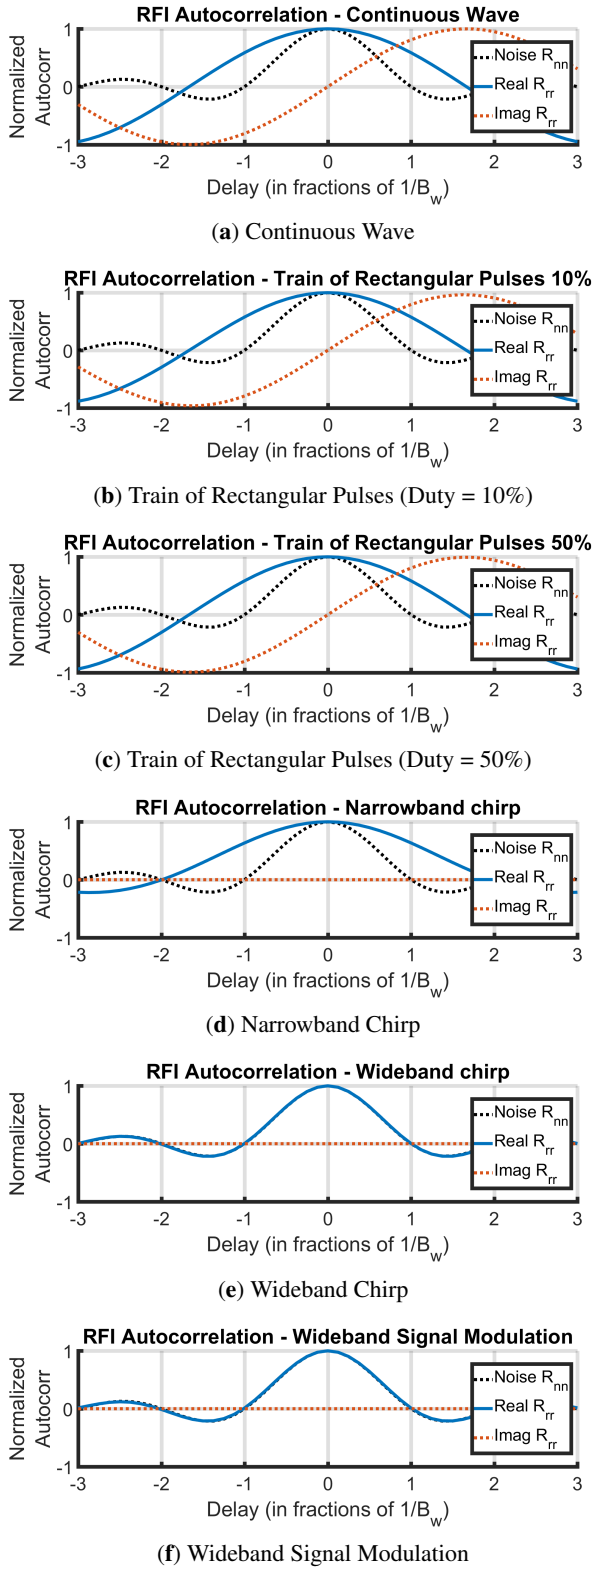 RFI Autocorrelation - Continuous Wave
Normalized
Autocorr
1
0
-1
Noise Rnn
Real Rrr
Imag Rrr
-3 -2 -1 0 1 2 3
Delay (in fractions of 1/Bw)
(a) Continuous Wave
RFI Autocorrelation - Train of Rectangular Pulses 10%
Normalized
Autocorr
1
0
-1
Noise Rnn
Real Rrr
Imag Rrr
-3 -2 -1 0 1 2 3
Delay (in fractions of 1/Bw)
(b) Train of Rectangular Pulses (Duty = 10%)
RFI Autocorrelation - Train of Rectangular Pulses 50%
Normalized
Autocorr
1
0
-1
Noise Rnn
Real Rrr
Imag Rrr
-3 -2 -1 0 1 2 3
Delay (in fractions of 1/Bw)
(c) Train of Rectangular Pulses (Duty = 50%)
RFI Autocorrelation - Narrowband chirp
Normalized
Autocorr
1
0
-1
Noise Rnn
Real Rrr
Imag Rrr
-3 -2 -1 0 1 2 3
Delay (in fractions of 1/Bw)
(d) Narrowband Chirp
RFI Autocorrelation - Wideband chirp
Normalized
Autocorr
1
0
-1
Noise Rnn
Real Rrr
Imag Rrr
-3 -2 -1 0 1 2 3
Delay (in fractions of 1/Bw)
(e) Wideband Chirp
RFI Autocorrelation - Wideband Signal Modulation
Normalized
Autocorr
1
0
-1
Noise Rnn
Real Rrr
Imag Rrr
-3 -2 -1 0 1 2 3
Delay (in fractions of 1/Bw)
(f) Wideband Signal Modulation